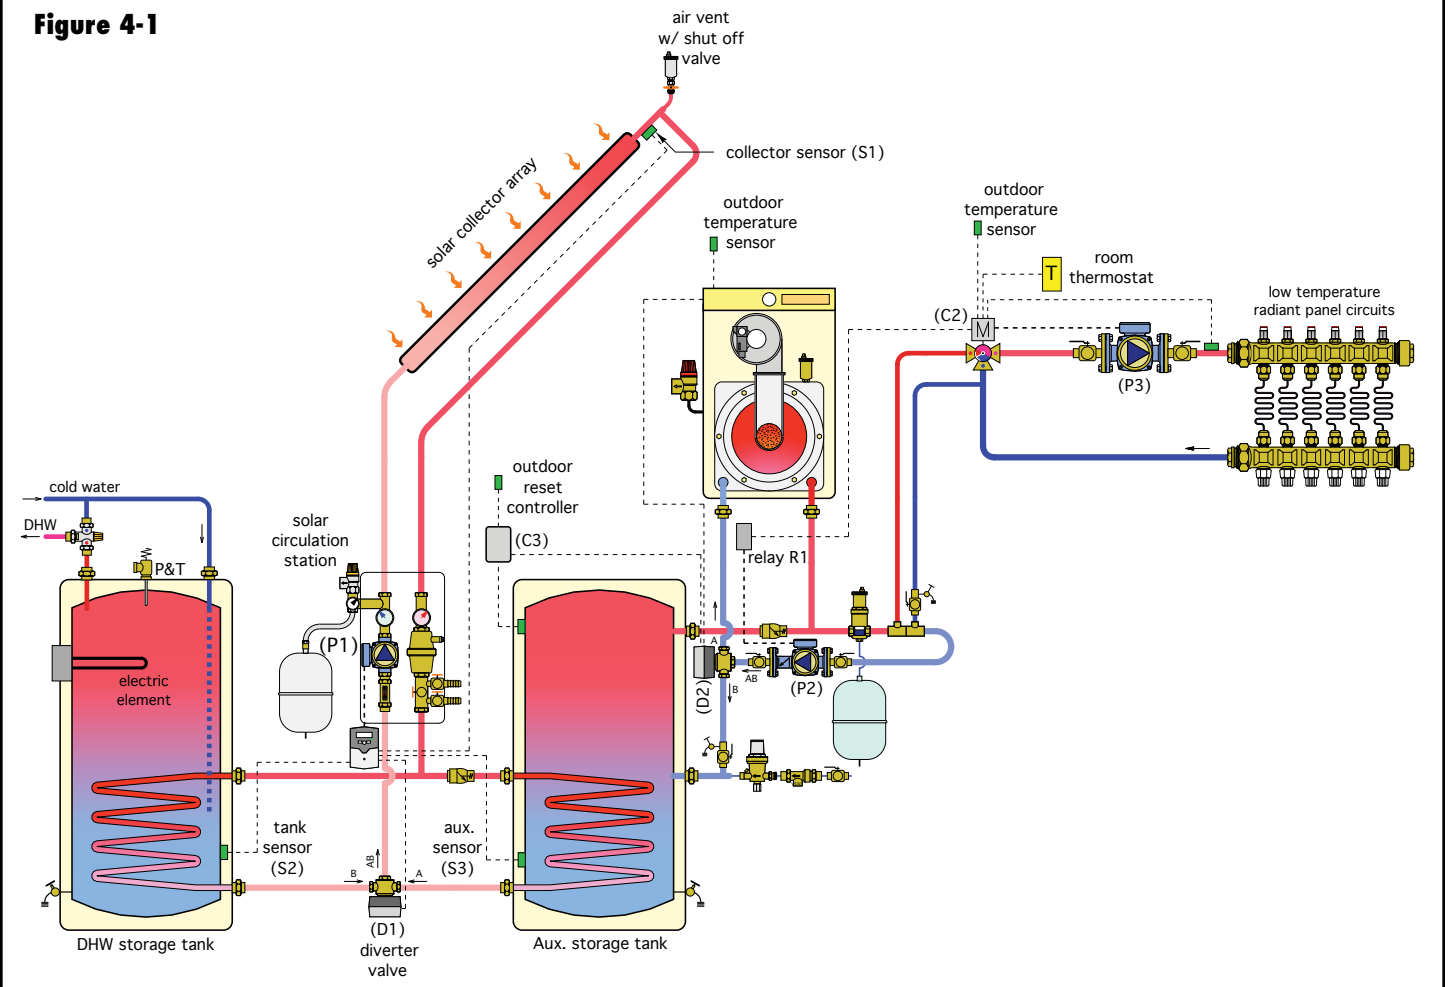 Figure 4-1
air vent
w/ shut off
valve
solar collector array
collector sensor (S1)
outdoor
temperature
sensor
outdoor
temperature
sensor
room
thermostat
T
(C2)
M
low temperature
radiant panel circuits
(P3)
cold water
DHW
P&T
solar
circulation
station
(P1)
outdoor
reset
controller
(C3)
relay R1
electric
element
A
AB
B
(D2)
(P2)
tank
sensor
(S2)
aux.
sensor
(S3)
AB
B
A
(D1)
diverter
valve
DHW storage tank
Aux. storage tank